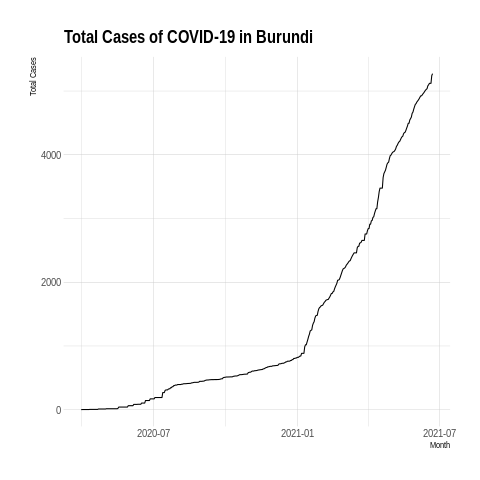 Total Cases of COVID-19 in Burundi
Total Cases
4000
2000
0
2020-07
2021-01
2021-07
Month